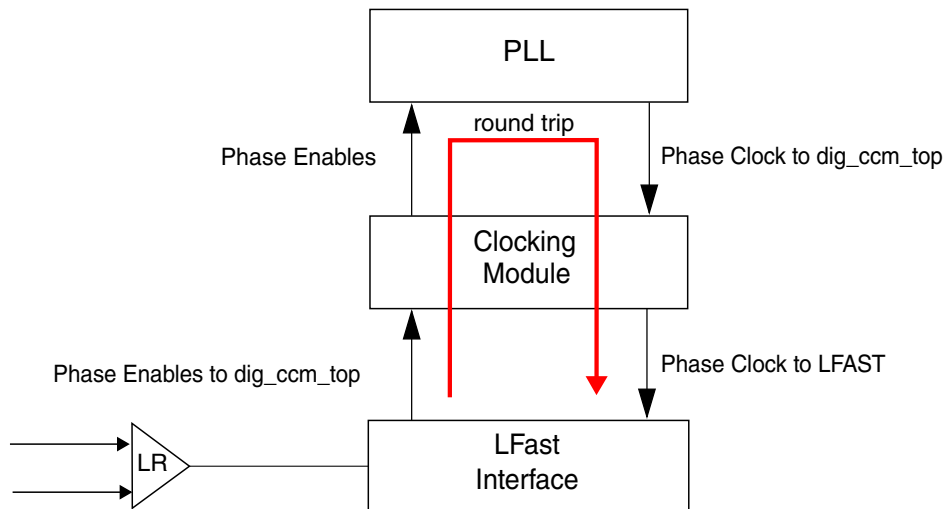 PLL
round trip
Phase Enables
Phase Clock to dig_ccm_top
Clocking
Module
Phase Enables to dig_ccm_top
Phase Clock to LFAST
LR
LFast
Interface